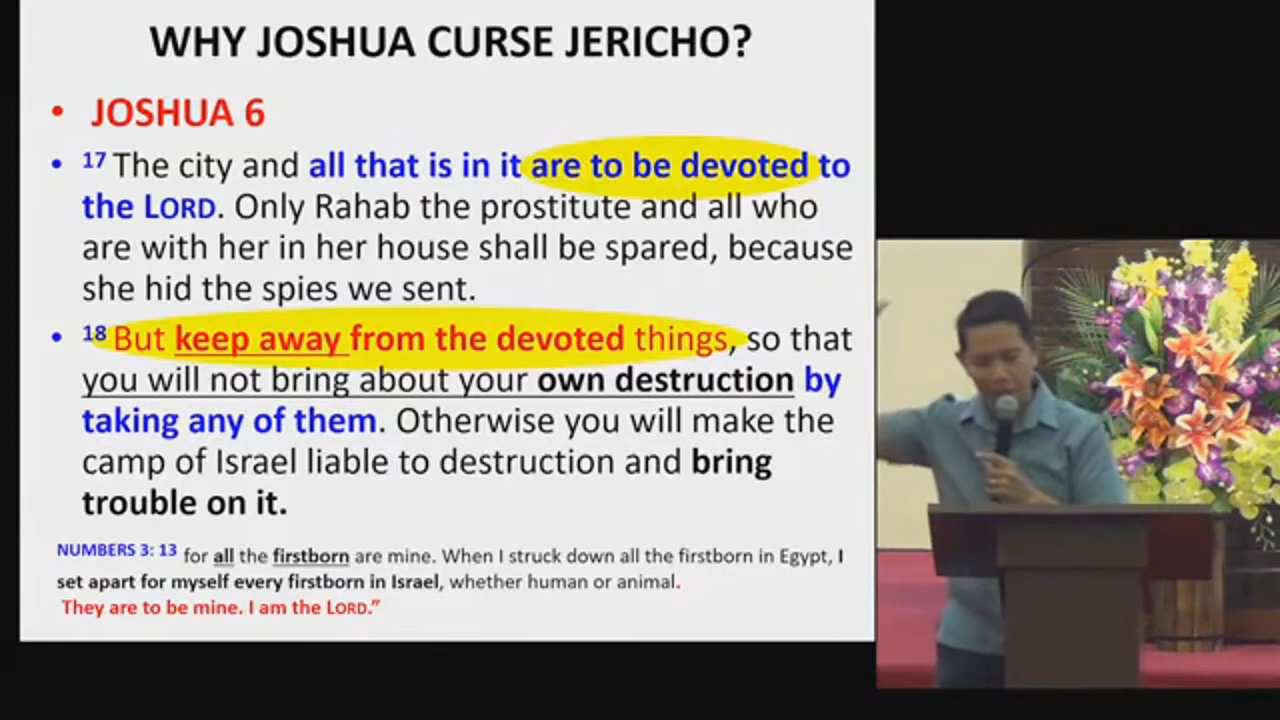 WHY JOSHUA CURSE JERICHO?
• JOSHUA 6
• 17 The city and all that is in it are to be devoted to
the LORD. Only Rahab the prostitute and all who
are with her in her house shall be spared, because
she hid the spies we sent.
• 18 But keep away from the devoted things, so that
you will not bring about your own destruction by
taking any of them. Otherwise you will make the
camp of Israel liable to destruction and bring
trouble on it.
NUMBERS 3: 13 for all the firstborn are mine. When I struck down all the firstborn in Egypt, I
set apart for myself every firstborn in Israel, whether human or animal.
They are to be mine. I am the LORD.”